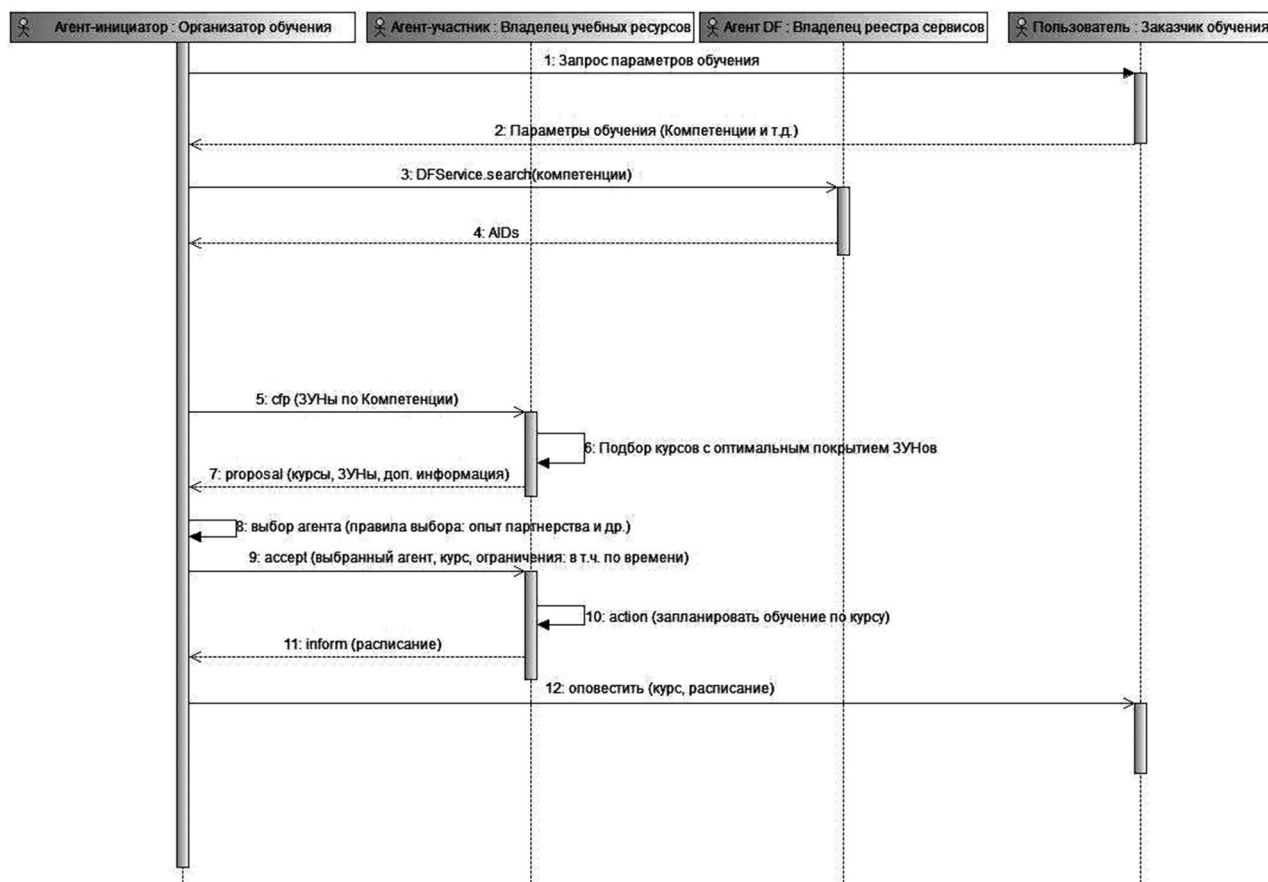 Агент-инициатор : Организатор обучения
Агент-участник : Владелец учебных ресурсов
Агент DF : Владелец реестра сервисов
Пользователь : Заказчик обучения
1: Запрос параметров обучения
2: Параметры обучения (Компетенции и т.д.)
3: DFService.search(компетенции)
4: AIDs
5: cfp (ЗУНы по Компетенции)
6: Подбор курсов с оптимальным покрытием ЗУНов
7: proposal (курсы, ЗУНы, доп. информация)
8: выбор агента (правила выбора: опыт партнерства и др.)
9: accept (выбранный агент, курс, ограничения: в т.ч. по времени)
10: action (запланировать обучение по курсу)
11: inform (расписание)
12: оповестить (курс, расписание)